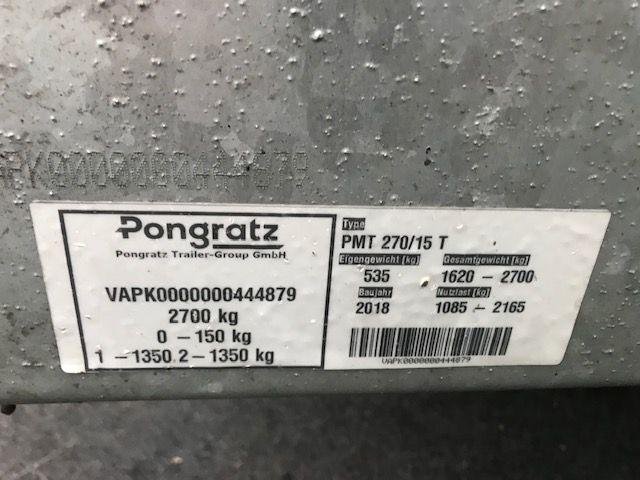 VAPK0000000444879
Pongratz
Pongratz Trailer-Group GmbH
VAPK0000000444879
2700 kg
0 – 150 kg
1 –1350 2– 1350 kg
Type
PMT 270/15 T
Eigengewicht [kg] Gesamtgewicht [kg]
535 1620 – 2700
Baujahr Nutzlast [kg]
2018 1085 – 2165
VAPK0000000444879